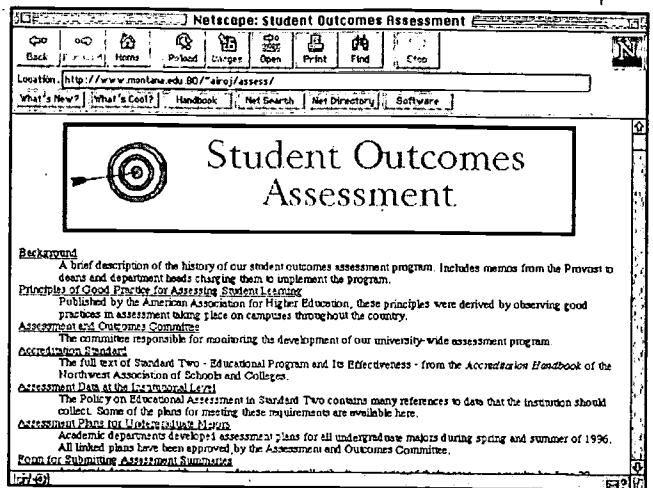 Netscape: Student Outcomes Assessment
Back Home Reload Images Open Print Find Stop
Location: http://www.montana.edu:80/~airoj/assess/
What's New? What's Cool? Handbook Net Search Net Directory Software
Student Outcomes
Assessment
Background
A brief description of the history of our student outcomes assessment program. Includes memos from the Provost to
deans and department heads charging them to implement the program.
Principles of Good Practice for Assessing Student Learning
Published by the American Association for Higher Education, these principles were derived by observing good
practices in assessment taking place on campuses throughout the country.
Assessment and Outcomes Committee
The committee responsible for monitoring the development of our university-wide assessment program.
Accreditation Standard
The full text of Standard Two - Educational Program and Its Effectiveness - from the Accreditation Handbook of the
Northwest Association of Schools and Colleges.
Assessment Data at the Institutional Level
The Policy on Educational Assessment in Standard Two contains many references to data that the institution should
collect. Some of the plans for meeting these requirements are available here.
Assessment Plans for Undergraduate Majors
Academic departments developed assessment plans for all undergraduate majors during spring and summer of 1996.
All linked plans have been approved by the Assessment and Outcomes Committee.
Form for Submitting Assessment Summaries